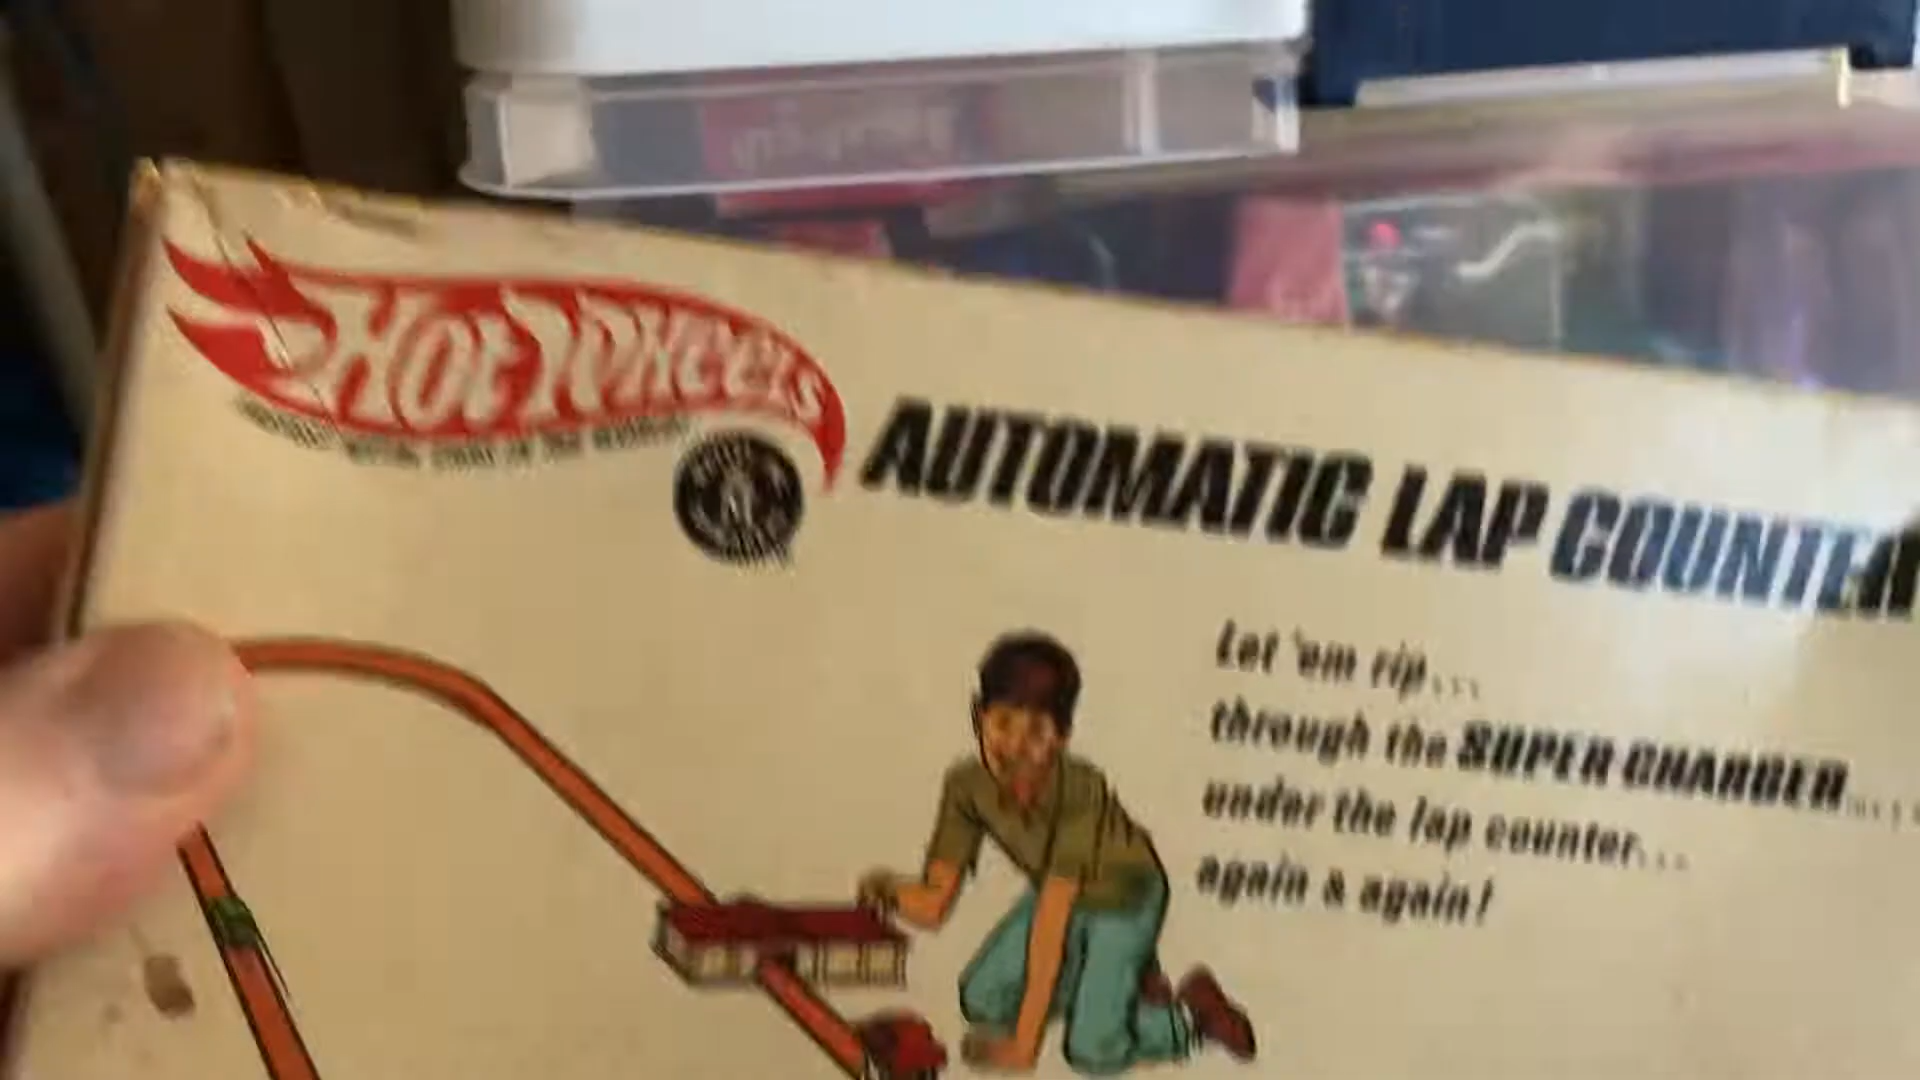 Hot Wheels
AUTOMATIC LAP COUNTER
Let 'em rip...
through the SUPER CHARGER...
under the lap counter...
again & again!